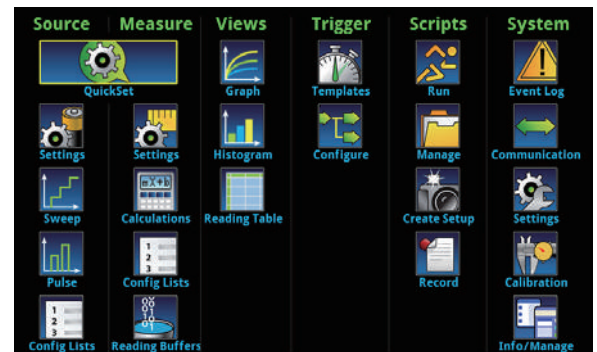 Source Measure Views Trigger Scripts System
QuickSet Graph Templates Run Event Log
Settings Settings Histogram Configure Manage Communication
Sweep Calculations Reading Table Create Setup Settings
Pulse Config Lists Record Calibration
Config Lists Reading Buffers Info/Manage